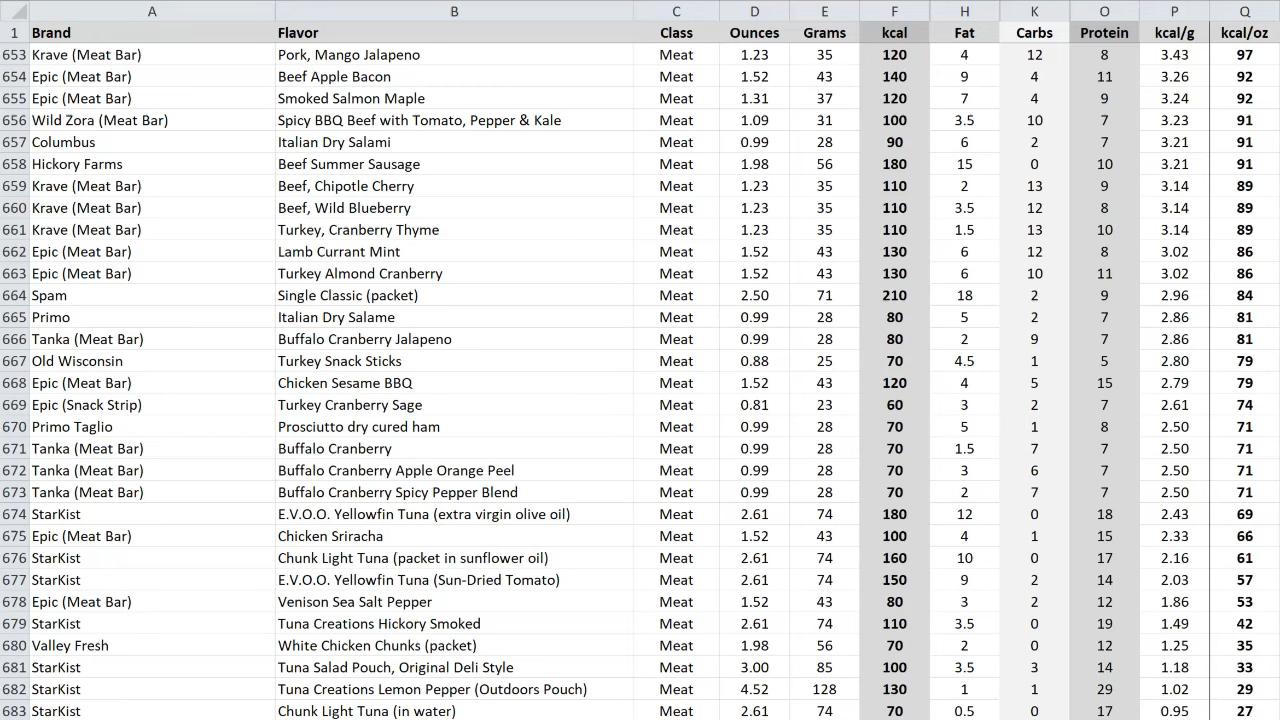 A B C D E F H K O P Q
1 Brand Flavor Class Ounces Grams kcal Fat Carbs Protein kcal/g kcal/oz
653 Krave (Meat Bar) Pork, Mango Jalapeno Meat 1.23 35 120 4 12 8 3.43 97
654 Epic (Meat Bar) Beef Apple Bacon Meat 1.52 43 140 9 4 11 3.26 92
655 Epic (Meat Bar) Smoked Salmon Maple Meat 1.31 37 120 7 4 9 3.24 92
656 Wild Zora (Meat Bar) Spicy BBQ Beef with Tomato, Pepper & Kale Meat 1.09 31 100 3.5 10 7 3.23 91
657 Columbus Italian Dry Salami Meat 0.99 28 90 6 2 7 3.21 91
658 Hickory Farms Beef Summer Sausage Meat 1.98 56 180 15 0 10 3.21 91
659 Krave (Meat Bar) Beef, Chipotle Cherry Meat 1.23 35 110 2 13 9 3.14 89
660 Krave (Meat Bar) Beef, Wild Blueberry Meat 1.23 35 110 3.5 12 8 3.14 89
661 Krave (Meat Bar) Turkey, Cranberry Thyme Meat 1.23 35 110 1.5 13 10 3.14 89
662 Epic (Meat Bar) Lamb Currant Mint Meat 1.52 43 130 6 12 8 3.02 86
663 Epic (Meat Bar) Turkey Almond Cranberry Meat 1.52 43 130 6 10 11 3.02 86
664 Spam Single Classic (packet) Meat 2.50 71 210 18 2 9 2.96 84
665 Primo Italian Dry Salame Meat 0.99 28 80 5 2 7 2.86 81
666 Tanka (Meat Bar) Buffalo Cranberry Jalapeno Meat 0.99 28 80 2 9 7 2.86 81
667 Old Wisconsin Turkey Snack Sticks Meat 0.88 25 70 4.5 1 5 2.80 79
668 Epic (Meat Bar) Chicken Sesame BBQ Meat 1.52 43 120 4 5 15 2.79 79
669 Epic (Snack Strip) Turkey Cranberry Sage Meat 0.81 23 60 3 2 7 2.61 74
670 Primo Taglio Prosciutto dry cured ham Meat 0.99 28 70 5 1 8 2.50 71
671 Tanka (Meat Bar) Buffalo Cranberry Meat 0.99 28 70 1.5 7 7 2.50 71
672 Tanka (Meat Bar) Buffalo Cranberry Apple Orange Peel Meat 0.99 28 70 3 6 7 2.50 71
673 Tanka (Meat Bar) Buffalo Cranberry Spicy Pepper Blend Meat 0.99 28 70 2 7 7 2.50 71
674 StarKist E.V.O.O. Yellowfin Tuna (extra virgin olive oil) Meat 2.61 74 180 12 0 18 2.43 69
675 Epic (Meat Bar) Chicken Sriracha Meat 1.52 43 100 4 1 15 2.33 66
676 StarKist Chunk Light Tuna (packet in sunflower oil) Meat 2.61 74 160 10 0 17 2.16 61
677 StarKist E.V.O.O. Yellowfin Tuna (Sun-Dried Tomato) Meat 2.61 74 150 9 2 14 2.03 57
678 Epic (Meat Bar) Venison Sea Salt Pepper Meat 1.52 43 80 3 2 12 1.86 53
679 StarKist Tuna Creations Hickory Smoked Meat 2.61 74 110 3.5 0 19 1.49 42
680 Valley Fresh White Chicken Chunks (packet) Meat 1.98 56 70 2 0 12 1.25 35
681 StarKist Tuna Salad Pouch, Original Deli Style Meat 3.00 85 100 3.5 3 14 1.18 33
682 StarKist Tuna Creations Lemon Pepper (Outdoors Pouch) Meat 4.52 128 130 1 1 29 1.02 29
683 StarKist Chunk Light Tuna (in water) Meat 2.61 74 70 0.5 0 17 0.95 27